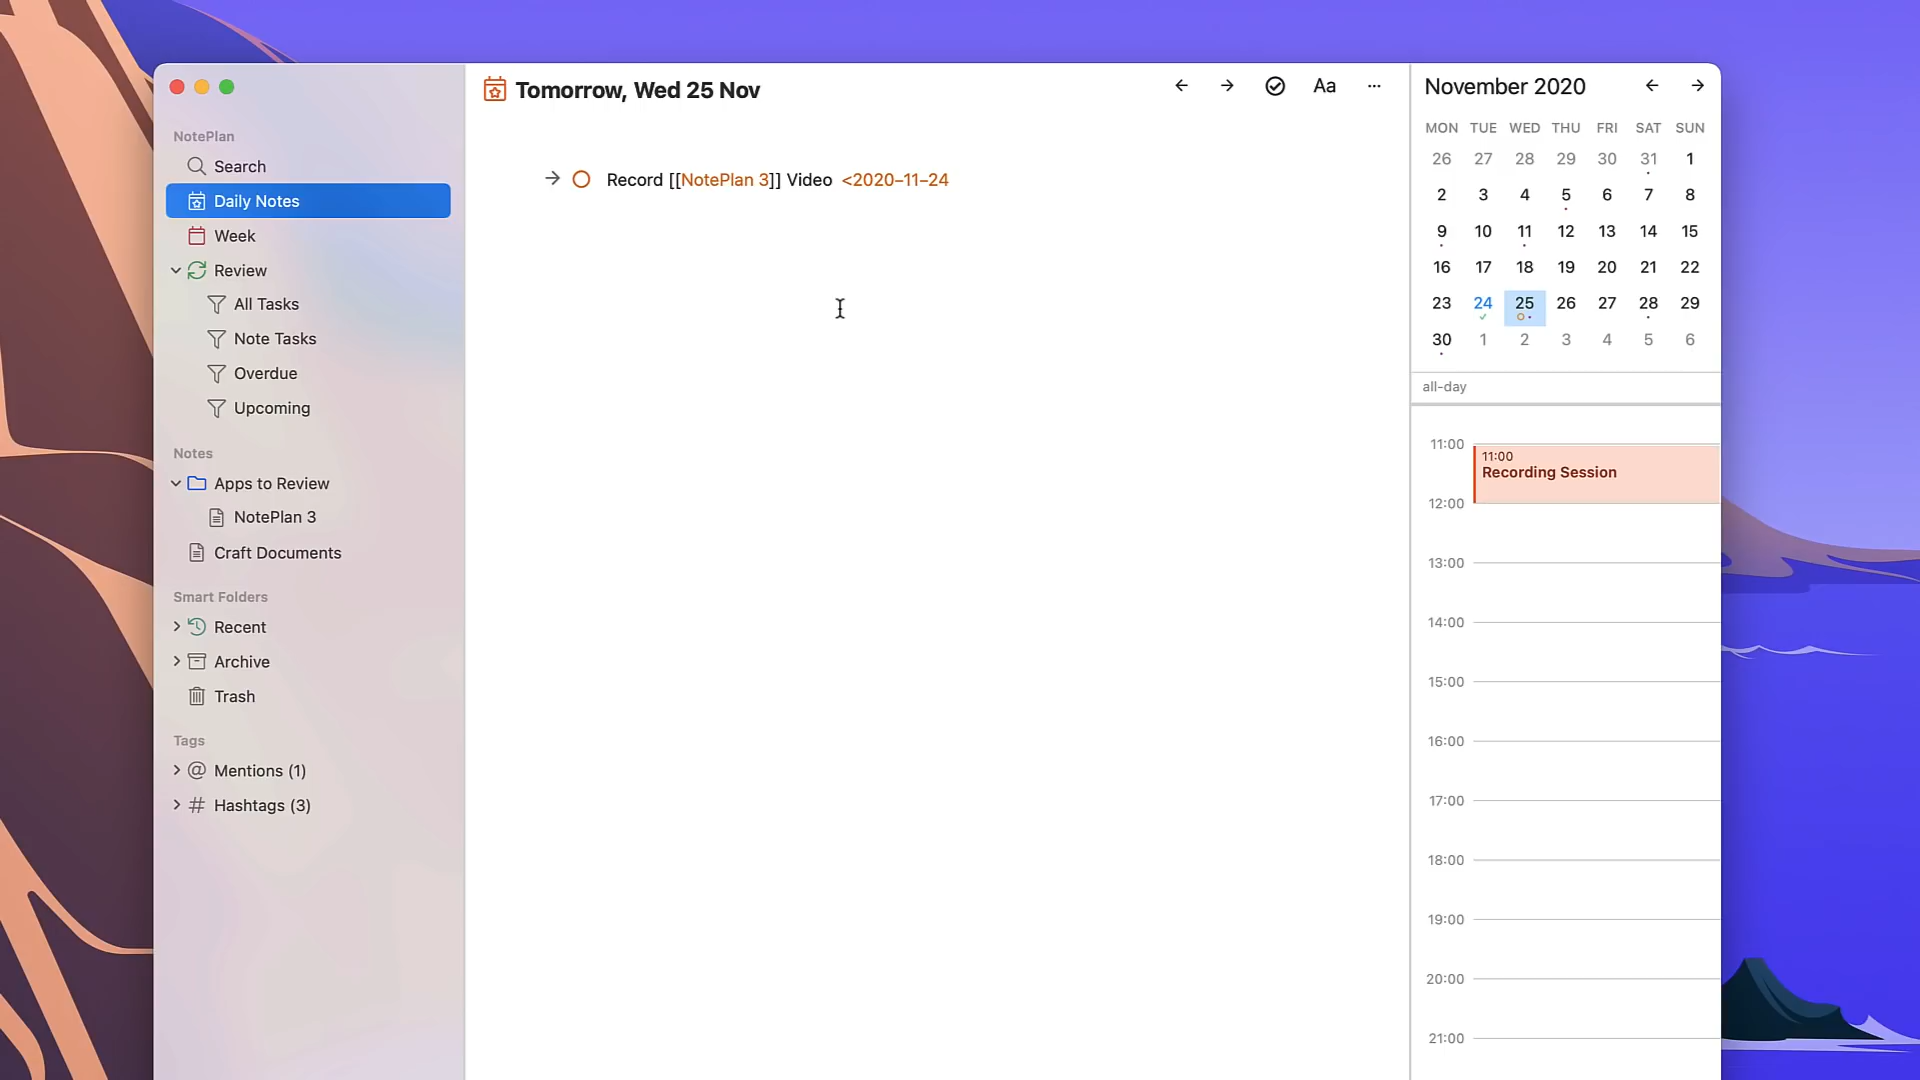 NotePlan
Search
Daily Notes
Week
Review
All Tasks
Note Tasks
Overdue
Upcoming
Notes
Apps to Review
NotePlan 3
Craft Documents
Smart Folders
Recent
Archive
Trash
Tags
@ Mentions (1)
# Hashtags (3)
Tomorrow, Wed 25 Nov
Aa
Record [[NotePlan 3]] Video <2020-11-24
November 2020
MON TUE WED THU FRI SAT SUN
26 27 28 29 30 31 1
2 3 4 5 6 7 8
9 10 11 12 13 14 15
16 17 18 19 20 21 22
23 24 25 26 27 28 29
30 1 2 3 4 5 6
all-day
11:00
11:00
Recording Session
12:00
13:00
14:00
15:00
16:00
17:00
18:00
19:00
20:00
21:00